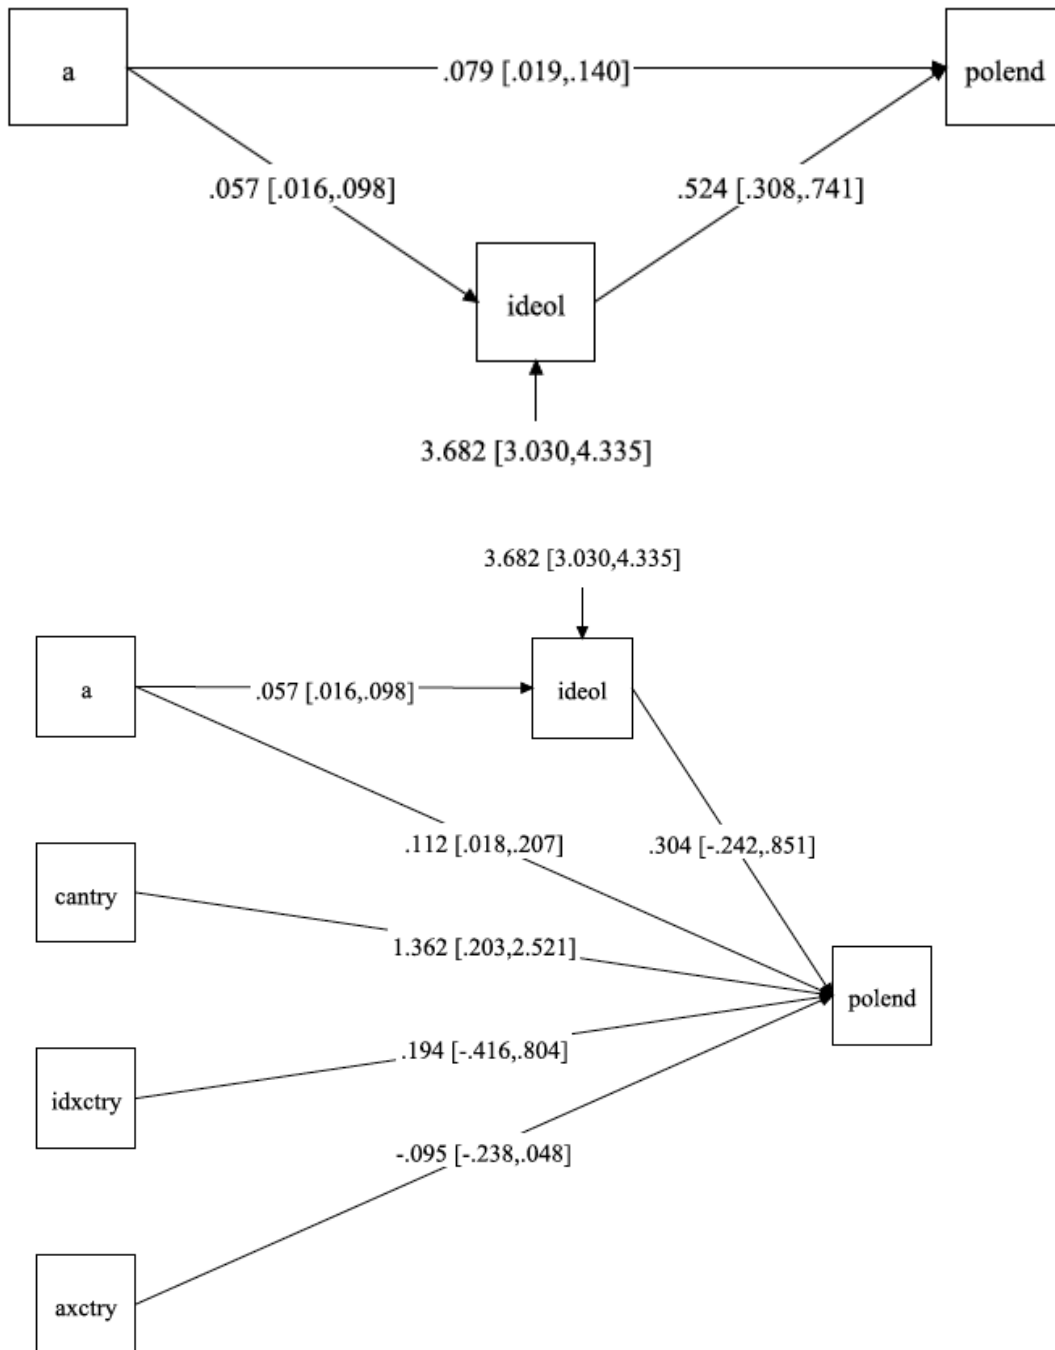 a
.079 [.019,.140]
polend
.057 [.016,.098]
.524 [.308,.741]
ideol
3.682 [3.030,4.335]
3.682 [3.030,4.335]
a
.057 [.016,.098]
ideol
.112 [.018,.207]
.304 [-.242,.851]
cantry
1.362 [.203,2.521]
polend
idxctry
.194 [-.416,.804]
-.095 [-.238,.048]
axctry